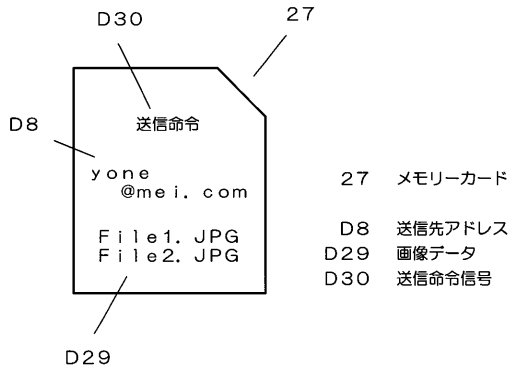 D30
27
D8
送信命令
yone
@mei.com
File1.JPG
File2.JPG
D29
27 メモリーカード
D8 送信先アドレス
D29 画像データ
D30 送信命令信号